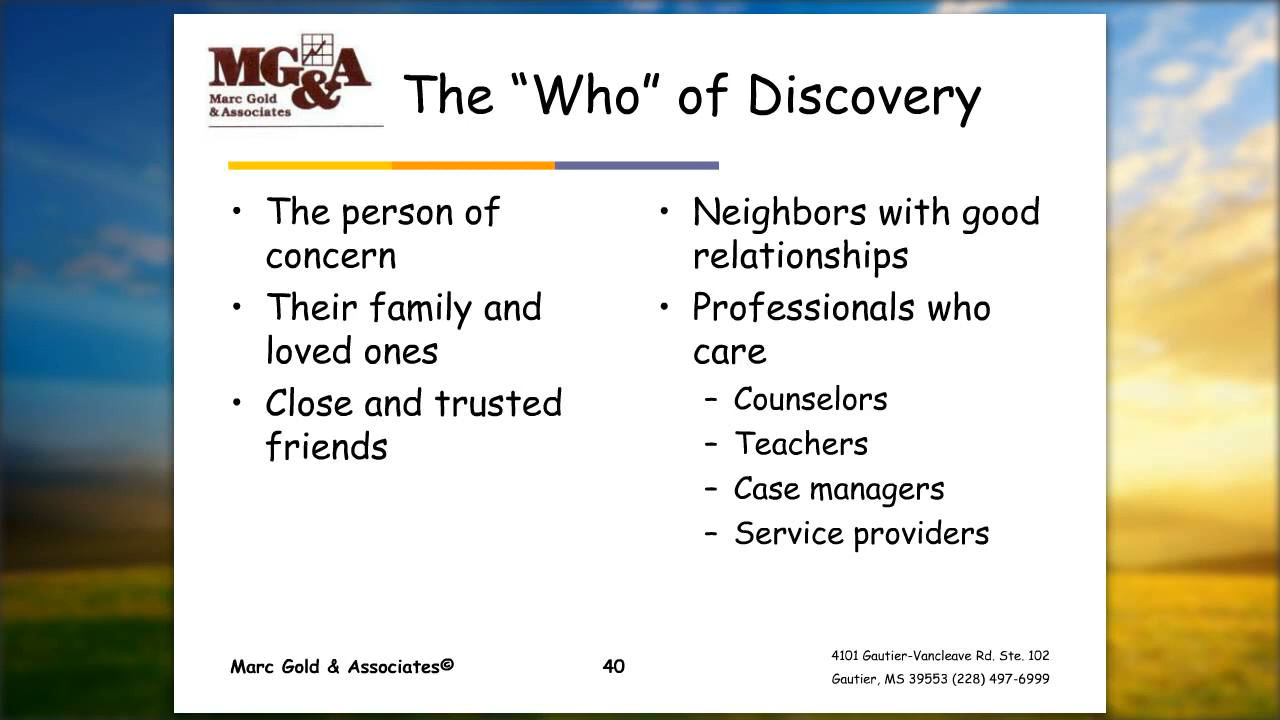 MG&A
Marc Gold
& Associates
The “Who” of Discovery
• The person of
concern
• Their family and
loved ones
• Close and trusted
friends
• Neighbors with good
relationships
• Professionals who
care
– Counselors
– Teachers
– Case managers
– Service providers
Marc Gold & Associates©
40
4101 Gautier-Vancleave Rd. Ste. 102
Gautier, MS 39553 (228) 497-6999